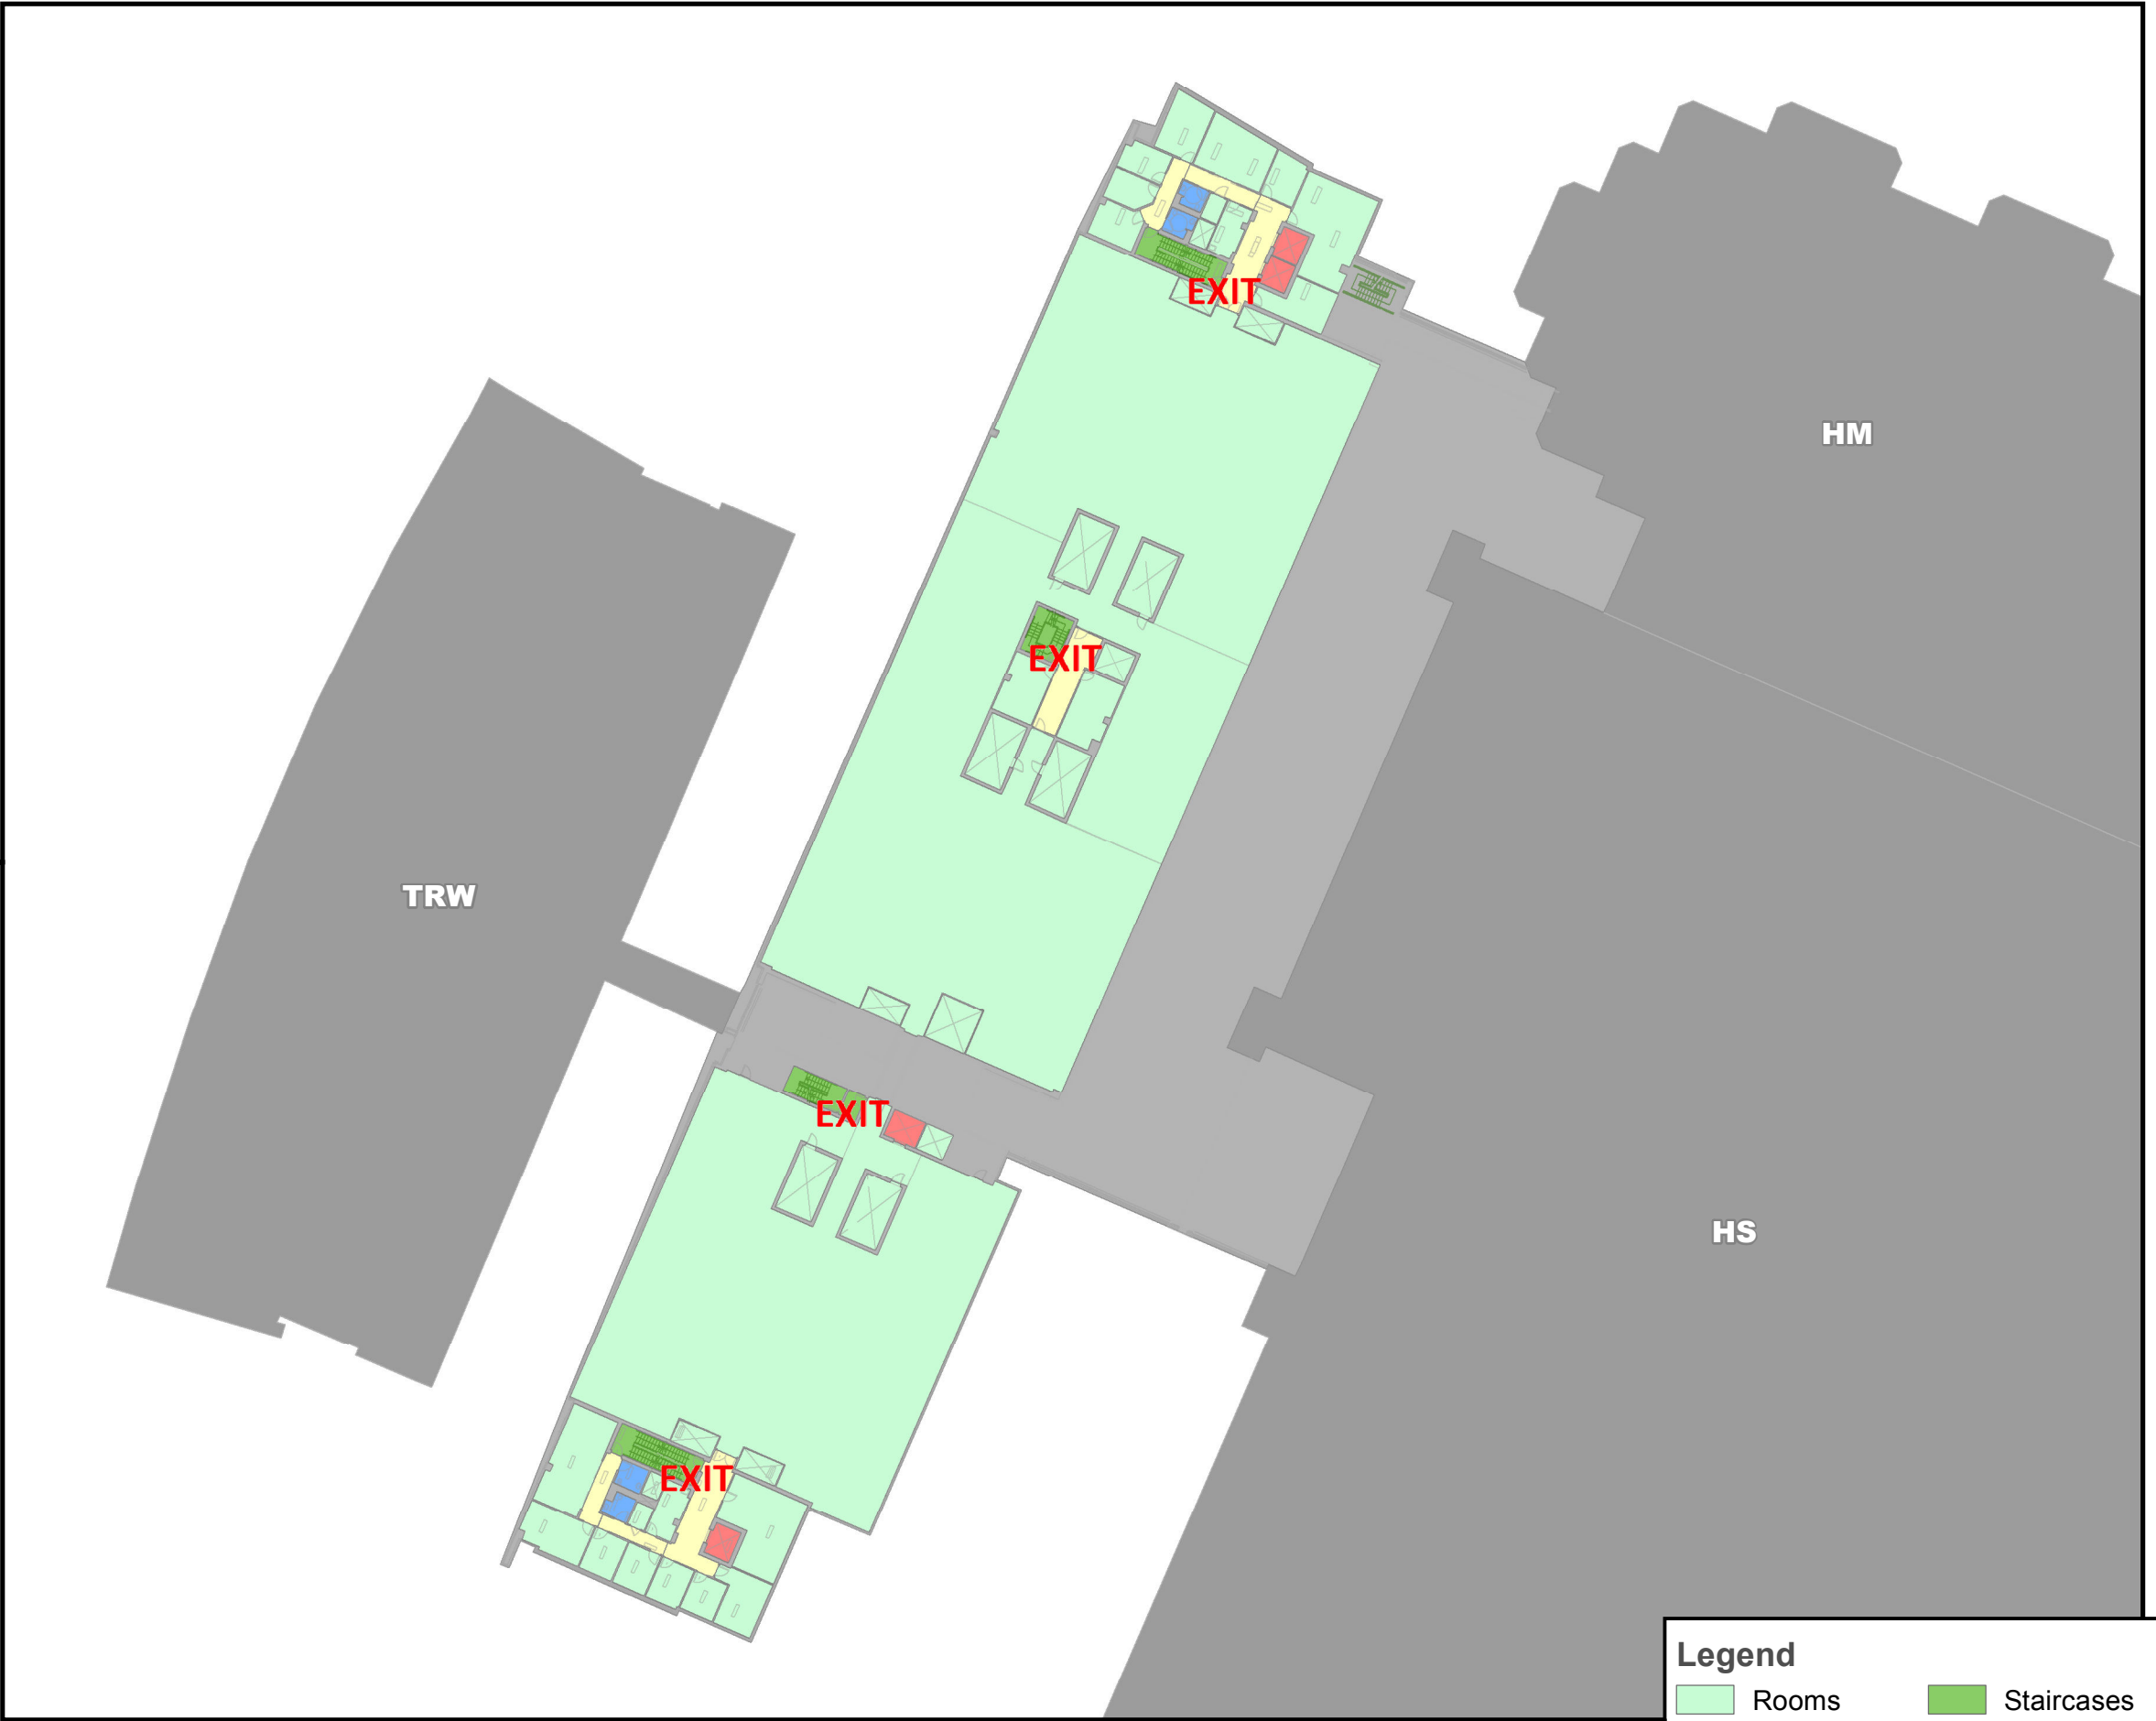 EXIT
HM
EXIT
TRW
EXIT
HS
EXIT
Legend
Rooms Staircases